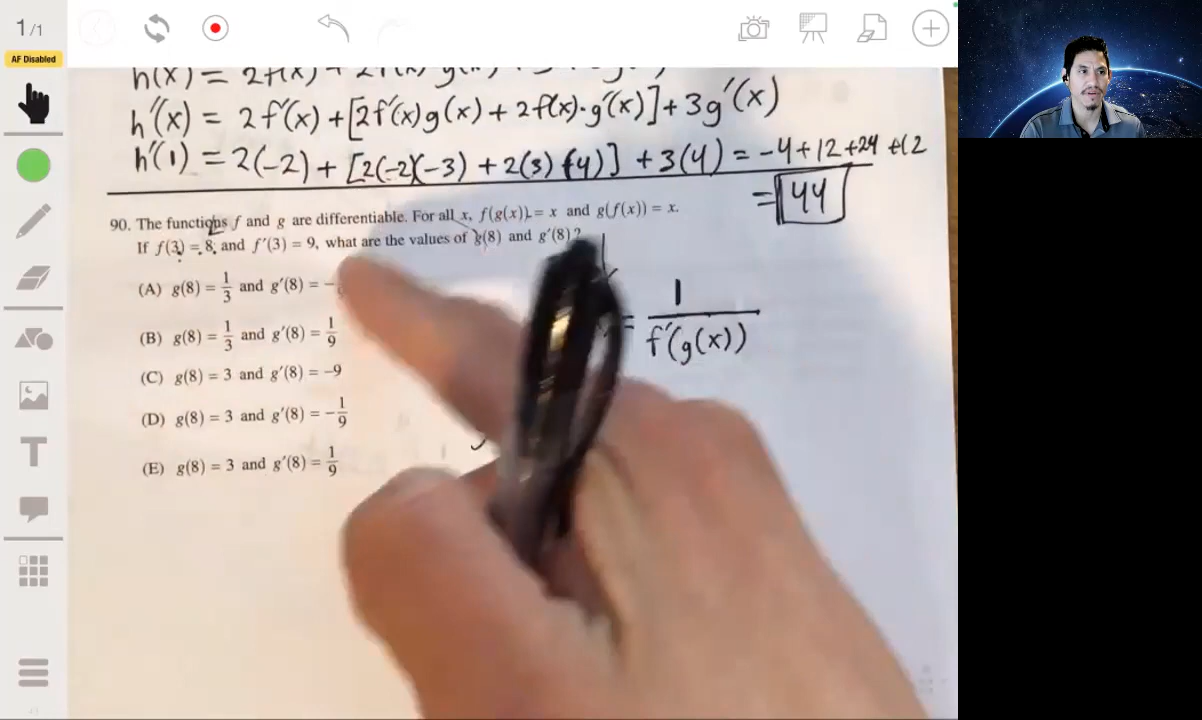 1/1
AF Disabled
h'(x) = 2f'(x) + [2f'(x)g(x) + 2f(x)·g'(x)] + 3g'(x)
h'(1) = 2(-2) + [2(-2)(-3) + 2(3)(4)] + 3(4) = -4+12+24+12
= 44
90. The functions f and g are differentiable. For all x, f(g(x)) = x and g(f(x)) = x.
If f(3) = 8 and f'(3) = 9, what are the values of g(8) and g'(8)?
(A) g(8) = 1/3 and g'(8) = -
= 1/f'(g(x))
(B) g(8) = 1/3 and g'(8) = 1/9
(C) g(8) = 3 and g'(8) = -9
(D) g(8) = 3 and g'(8) = -1/9
(E) g(8) = 3 and g'(8) = 1/9
T